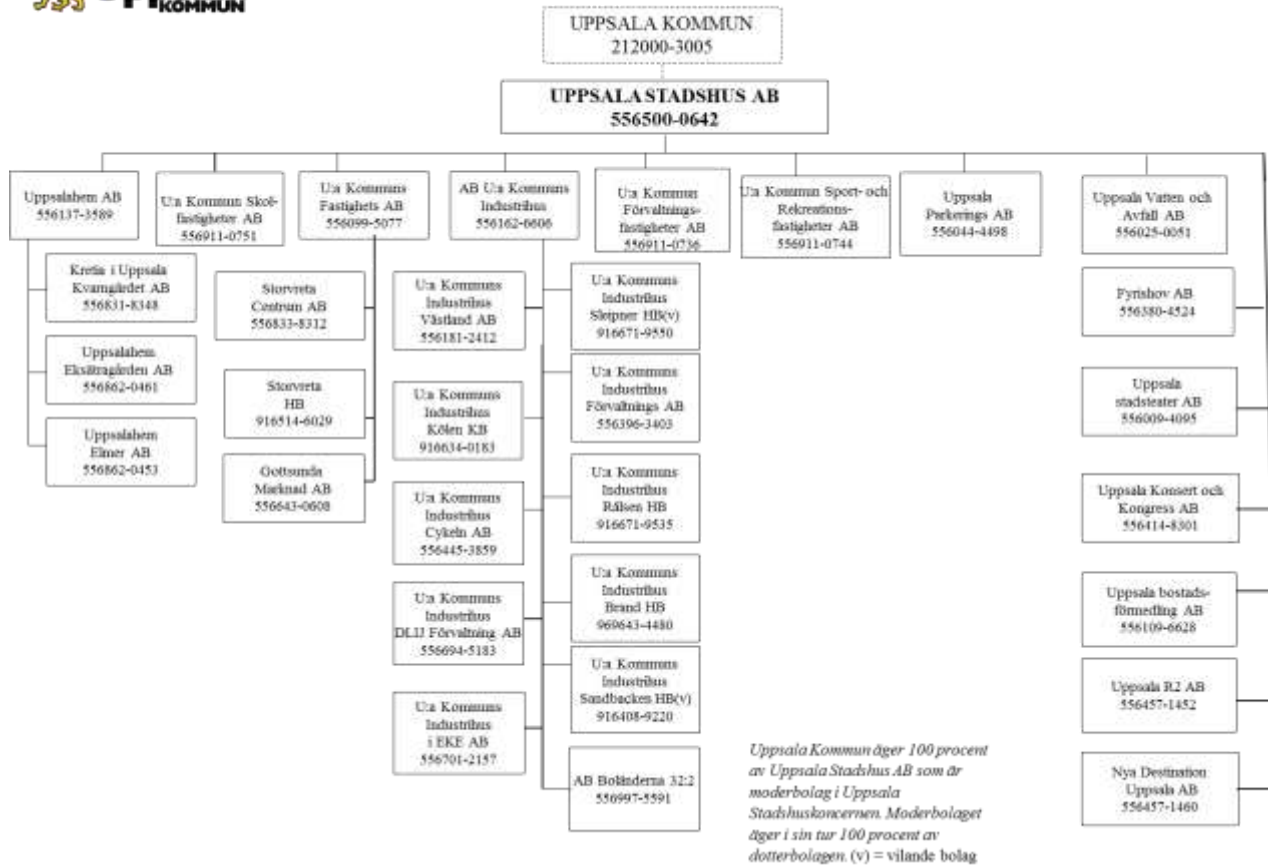 KOMMUN
UPPSALA KOMMUN
212000-3005
UPPSALA STADSHUS AB
556500-0642
Uppsalahem AB
556137-3589
U:a Kommun Skol-
fastigheter AB
556911-0751
U:a Kommuns
Fastighets AB
556099-5077
AB U:a Kommuns
Industrihus
556162-6606
U:a Kommun
Förvaltnings-
fastigheter AB
556911-0736
U:a Kommun Sport- och
Rekreations-
fastigheter AB
556911-0744
Uppsala
Parkerings AB
556044-4498
Uppsala Vatten och
Avfall AB
556025-0051
Kretia i Uppsala
Kvarngärdet AB
556831-8348
Uppsalahem
Eksätragården AB
556862-0461
Uppsalahem
Elmer AB
556862-0453
Storvreta
Centrum AB
556833-8312
Storvreta
HB
916514-6029
Gottsunda
Marknad AB
556643-0608
U:a Kommuns
Industrihus
Västland AB
556181-2412
U:a Kommuns
Industrihus
Kölen KB
916634-0183
U:a Kommuns
Industrihus
Cykeln AB
556445-3859
U:a Kommuns
Industrihus
DLIJ Förvaltning AB
556694-5183
U:a Kommuns
Industrihus
i EKE AB
556701-2157
U:a Kommuns
Industrihus
Sleipner HB(v)
916671-9550
U:a Kommuns
Industrihus
Förvaltnings AB
556396-3403
U:a Kommuns
Industrihus
Rälsen HB
916671-9535
U:a Kommuns
Industrihus
Brand HB
969643-4480
U:a Kommuns
Industrihus
Sandbacken HB(v)
916408-9220
AB Boländerna 32:2
556997-5591
Fyrishov AB
556380-4524
Uppsala
stadsteater AB
556009-4095
Uppsala Konsert och
Kongress AB
556414-8301
Uppsala bostads-
förmedling AB
556109-6628
Uppsala R2 AB
556457-1452
Nya Destination
Uppsala AB
556457-1460
Uppsala Kommun äger 100 procent
av Uppsala Stadshus AB som är
moderbolag i Uppsala
Stadshuskoncernen. Moderbolaget
äger i sin tur 100 procent av
dotterbolagen. (v) = vilande bolag